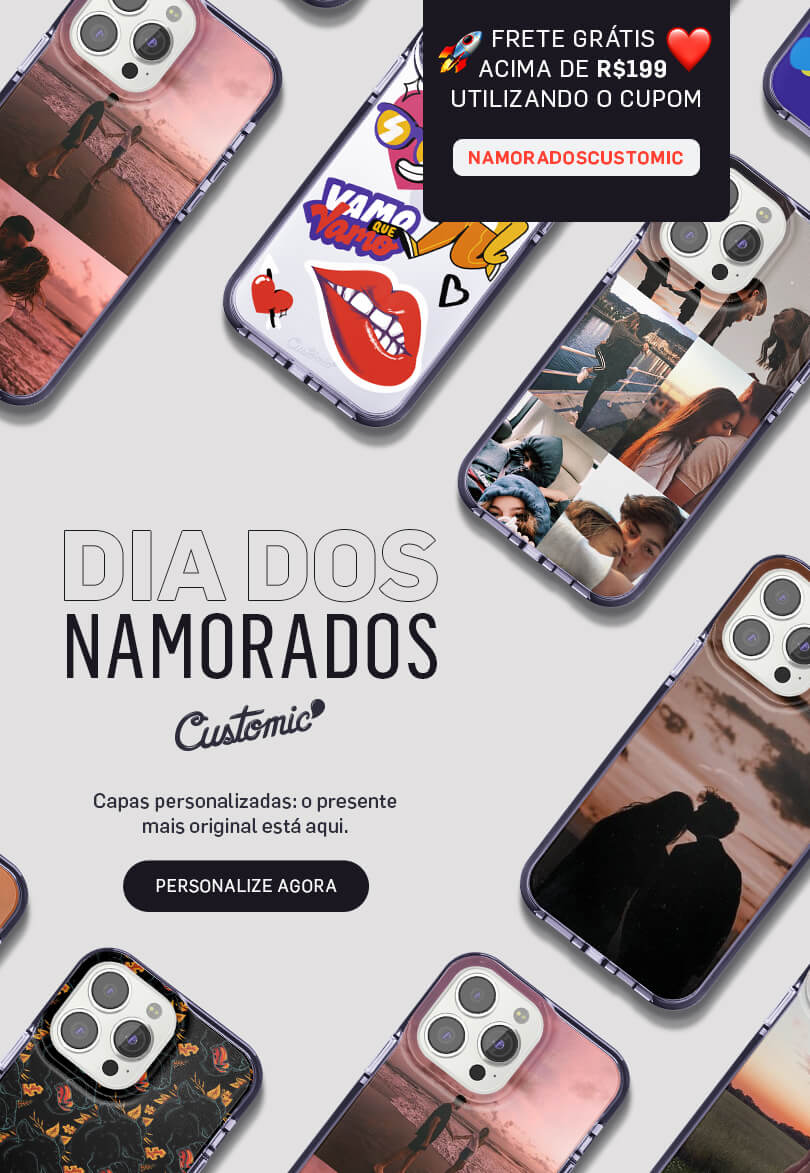 FRETE GRÁTIS
ACIMA DE R$199
UTILIZANDO O CUPOM
NAMORADOSCUSTOMIC
VAMO
QUE
Vamo
Customic
DIA DOS
NAMORADOS
Customic
Capas personalizadas: o presente
mais original está aqui.
PERSONALIZE AGORA